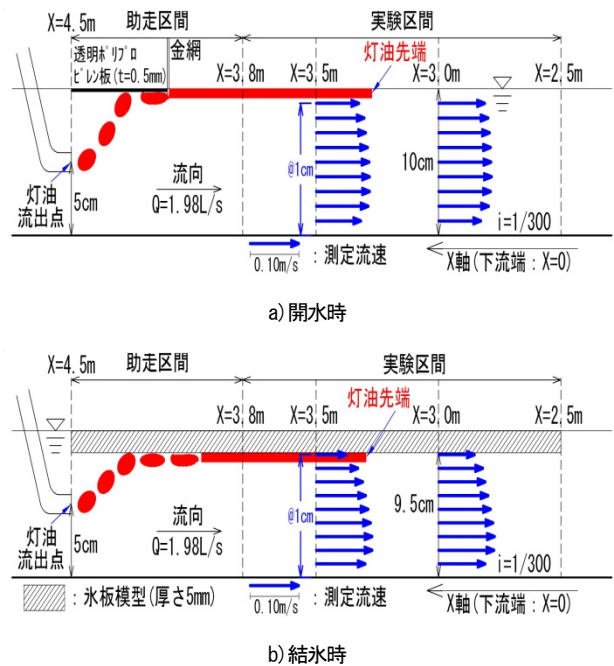 X=4.5m
助走区間
実験区間
透明ポリプロ
ピレン板(t=0.5mm)
金網
X=3.8m
X=3.5m
灯油先端
X=3.0m
X=2.5m
灯油
流出点
5cm
流向
Q=1.98L/s
@1cm
10cm
i=1/300
0.10m/s
：測定流速
X軸(下流端：X=0)
a) 開水時
X=4.5m
助走区間
実験区間
灯油先端
X=3.8m
X=3.5m
X=3.0m
X=2.5m
灯油
流出点
5cm
流向
Q=1.98L/s
@1cm
9.5cm
i=1/300
：氷板模型(厚さ5mm)
0.10m/s
：測定流速
X軸(下流端：X=0)
b) 結氷時